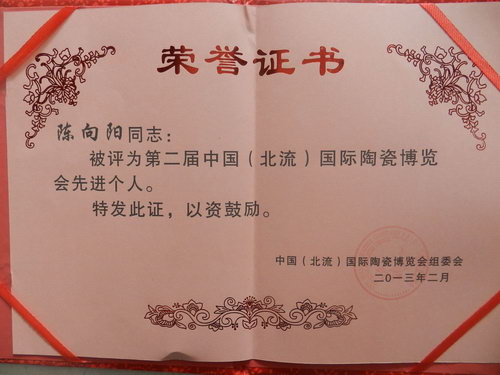 荣誉证书
陈向阳同志：
被评为第二届中国（北流）国际陶瓷博览
会先进个人。
特发此证，以资鼓励。
中国（北流）国际陶瓷博览会组委会
二〇一三年二月